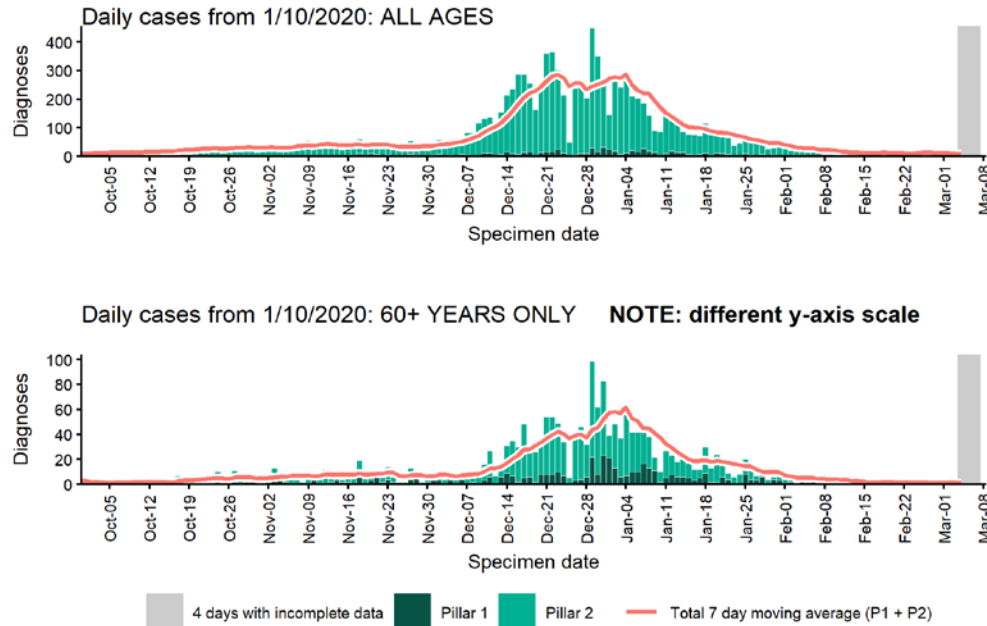 Daily cases from 1/10/2020: ALL AGES
Diagnoses
400
300
200
100
0
Oct-05
Oct-12
Oct-19
Oct-26
Nov-02
Nov-09
Nov-16
Nov-23
Nov-30
Dec-07
Dec-14
Dec-21
Dec-28
Jan-04
Jan-11
Jan-18
Jan-25
Feb-01
Feb-08
Feb-15
Feb-22
Mar-01
Mar-08
Specimen date
Daily cases from 1/10/2020: 60+ YEARS ONLY NOTE: different y-axis scale
Diagnoses
100
80
60
40
20
0
Oct-05
Oct-12
Oct-19
Oct-26
Nov-02
Nov-09
Nov-16
Nov-23
Nov-30
Dec-07
Dec-14
Dec-21
Dec-28
Jan-04
Jan-11
Jan-18
Jan-25
Feb-01
Feb-08
Feb-15
Feb-22
Mar-01
Mar-08
Specimen date
4 days with incomplete data Pillar 1 Pillar 2 Total 7 day moving average (P1 + P2)